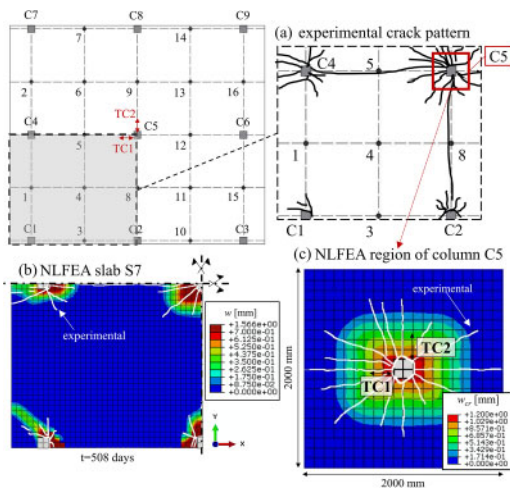 C7
C8
C9
7
14
2
6
9
13
16
TC2
C4
C5
C6
5
TC1
12
1
4
8
11
15
C1
3
C2
10
C3
(a) experimental crack pattern
C4
5
C5
1
4
8
C1
3
C2
(b) NLFEA slab S7
experimental
w [mm]
+1.566e+00
+7.000e-01
+6.125e-01
+5.250e-01
+4.375e-01
+3.500e-01
+2.625e-01
+1.750e-01
+8.750e-02
+0.000e+00
Y
X
t=508 days
(c) NLFEA region of column C5
experimental
TC2
TC1
2000 mm
w_cr [mm]
+1.200e+00
+1.029e+00
+8.571e-01
+6.857e-01
+5.143e-01
+3.429e-01
+1.714e-01
+0.000e+00
2000 mm